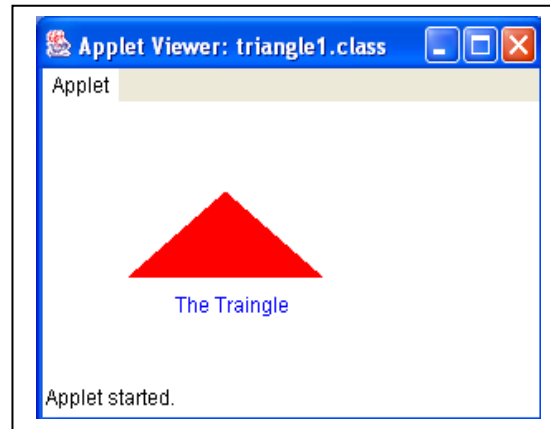 Applet Viewer: triangle1.class
Applet
The Traingle
Applet started.